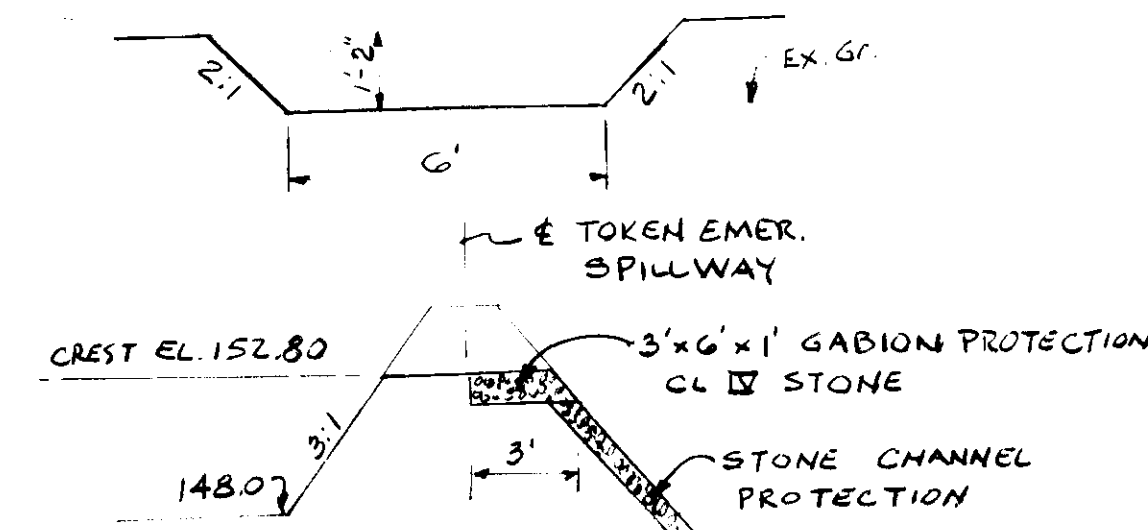 2:1
1'-2"
2:1
EX. Gr.
6'
℄ TOKEN EMER.
SPILLWAY
CREST EL. 152.80
3'x6'x1' GABION PROTECTION
CL IV STONE
3:1
3'
148.0
STONE CHANNEL
PROTECTION